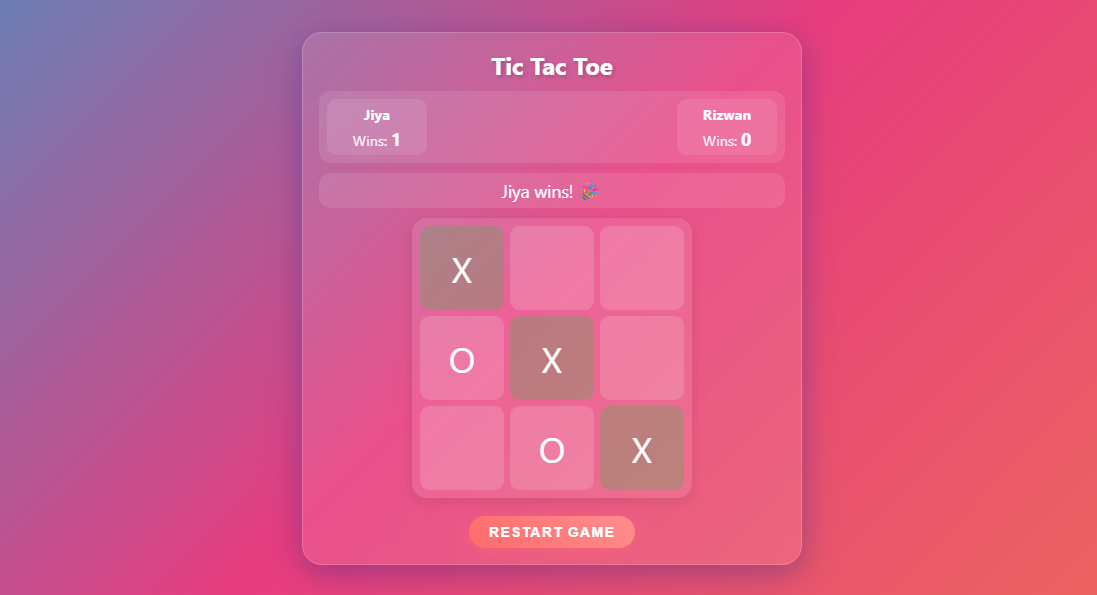 Tic Tac Toe
Jiya Rizwan
Wins: 1 Wins: 0
Jiya wins! 🎉
X
O X
O X
RESTART GAME